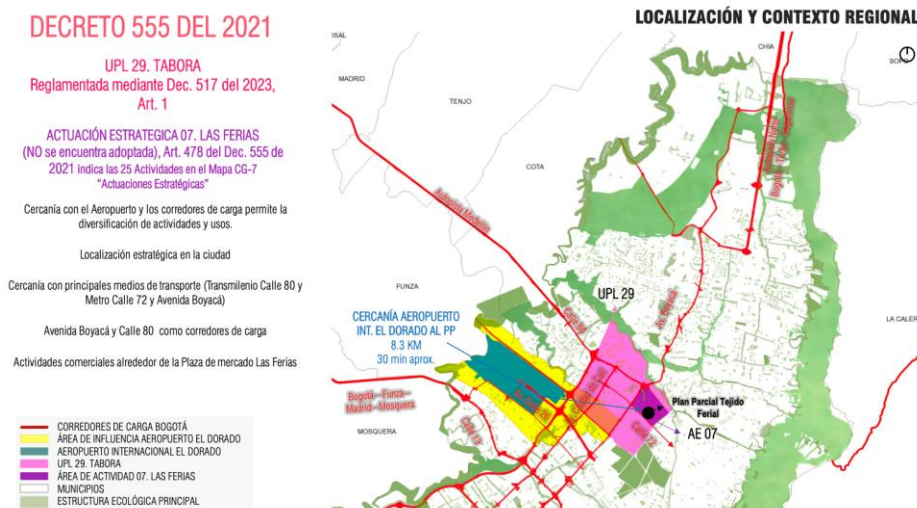 DECRETO 555 DEL 2021
UPL 29. TABORA
Reglamentada mediante Dec. 517 del 2023,
Art. 1
ACTUACIÓN ESTRATEGICA 07. LAS FERIAS
(NO se encuentra adoptada), Art. 478 del Dec. 555 de
2021 indica las 25 Actividades en el Mapa CG-7
"Actuaciones Estratégicas"
Cercanía con el Aeropuerto y los corredores de carga permite la
diversificación de actividades y usos.
Localización estratégica en la ciudad
Cercanía con principales medios de transporte (Transmilenio Calle 80 y
Metro Calle 72 y Avenida Boyacá)
Avenida Boyacá y Calle 80 como corredores de carga
Actividades comerciales alrededor de la Plaza de mercado Las Ferias
CORREDORES DE CARGA BOGOTÁ
ÁREA DE INFLUENCIA AEROPUERTO EL DORADO
AEROPUERTO INTERNACIONAL EL DORADO
UPL 29. TABORA
ÁREA DE ACTIVIDAD 07. LAS FERIAS
MUNICIPIOS
ESTRUCTURA ECOLÓGICA PRINCIPAL
LOCALIZACIÓN Y CONTEXTO REGIONAL
CHIA
MADRID
TENJO
COTA
Autopista Norte
Autopista Medellín
FUNZA
UPL 29
Av. Boyacá
LA CALER
CERCANÍA AEROPUERTO
INT. EL DORADO AL PP
8.3 KM
30 min aprox.
Calle 80
Plan Parcial Tejido
Ferial
AE 07
Calle 72
Bogotá–Funza–
Madrid–Mosquera
MOSQUERA
Calle 13